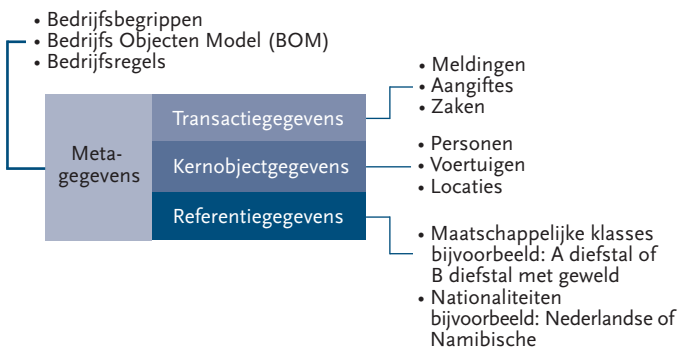 • Bedrijfsbegrippen
• Bedrijfs Objecten Model (BOM)
• Bedrijfsregels
Meta-
gegevens
Transactiegegevens
Kernobjectgegevens
Referentiegegevens
• Meldingen
• Aangiftes
• Zaken
• Personen
• Voertuigen
• Locaties
• Maatschappelijke klasses
bijvoorbeeld: A diefstal of
B diefstal met geweld
• Nationaliteiten
bijvoorbeeld: Nederlandse of
Namibische